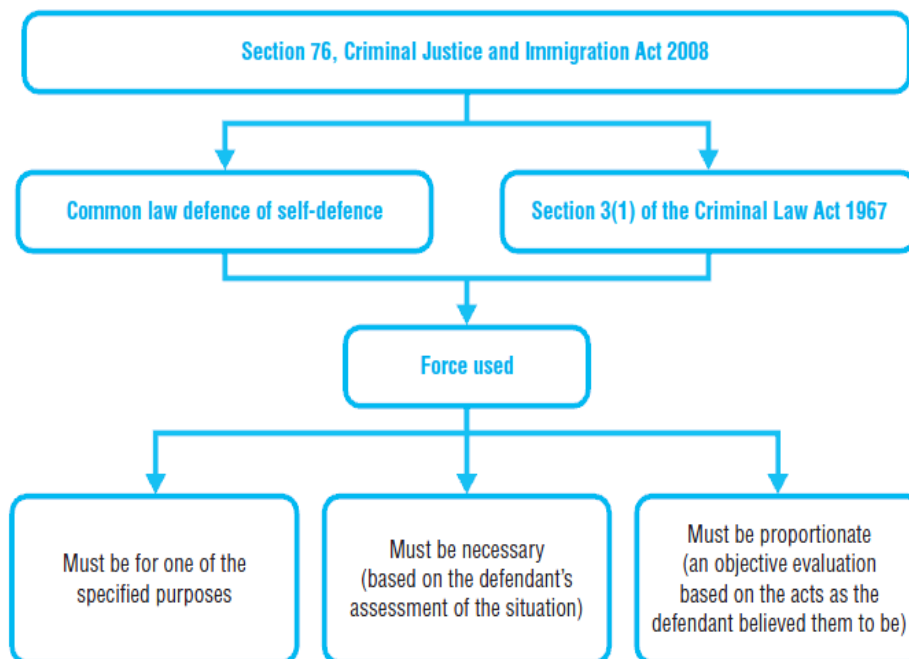 Section 76, Criminal Justice and Immigration Act 2008
Common law defence of self-defence
Section 3(1) of the Criminal Law Act 1967
Force used
Must be for one of the
specified purposes
Must be necessary
(based on the defendant's
assessment of the situation)
Must be proportionate
(an objective evaluation
based on the acts as the
defendant believed them to be)